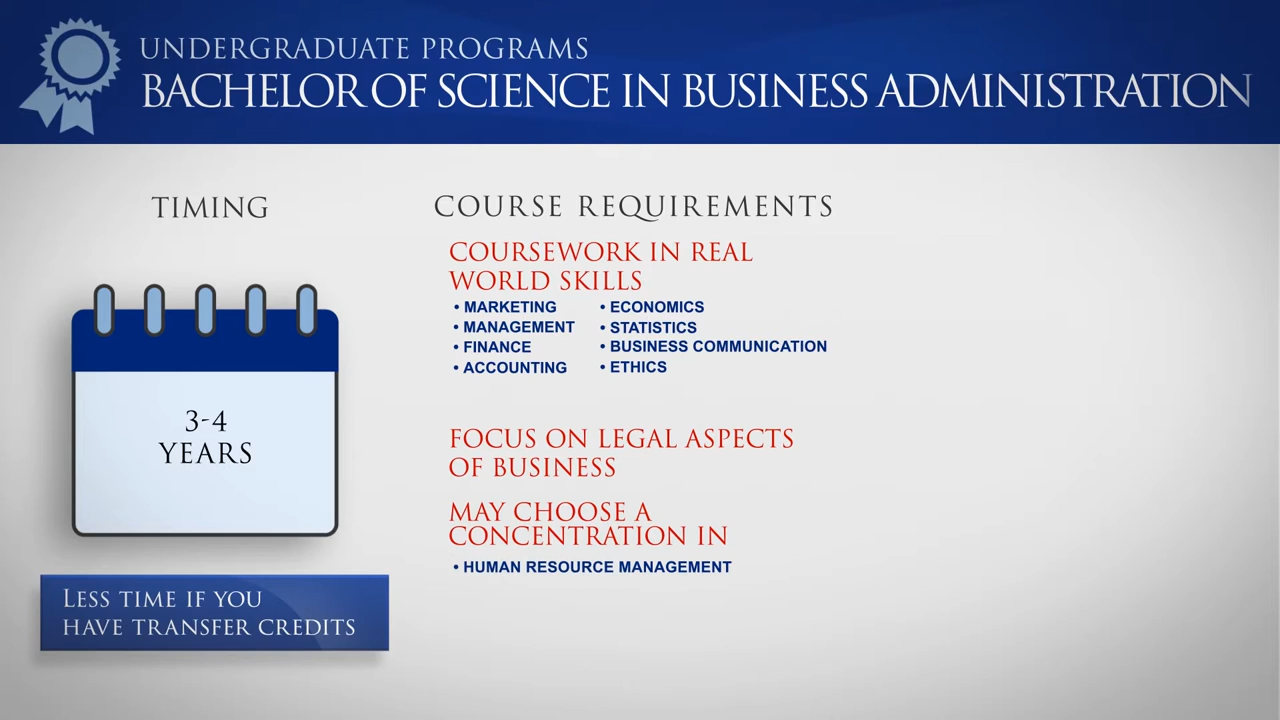 UNDERGRADUATE PROGRAMS
BACHELOR OF SCIENCE IN BUSINESS ADMINISTRATION
TIMING
3-4
YEARS
LESS TIME IF YOU
HAVE TRANSFER CREDITS
COURSE REQUIREMENTS
COURSEWORK IN REAL
WORLD SKILLS
• MARKETING
• MANAGEMENT
• FINANCE
• ACCOUNTING
• ECONOMICS
• STATISTICS
• BUSINESS COMMUNICATION
• ETHICS
FOCUS ON LEGAL ASPECTS
OF BUSINESS
MAY CHOOSE A
CONCENTRATION IN
• HUMAN RESOURCE MANAGEMENT